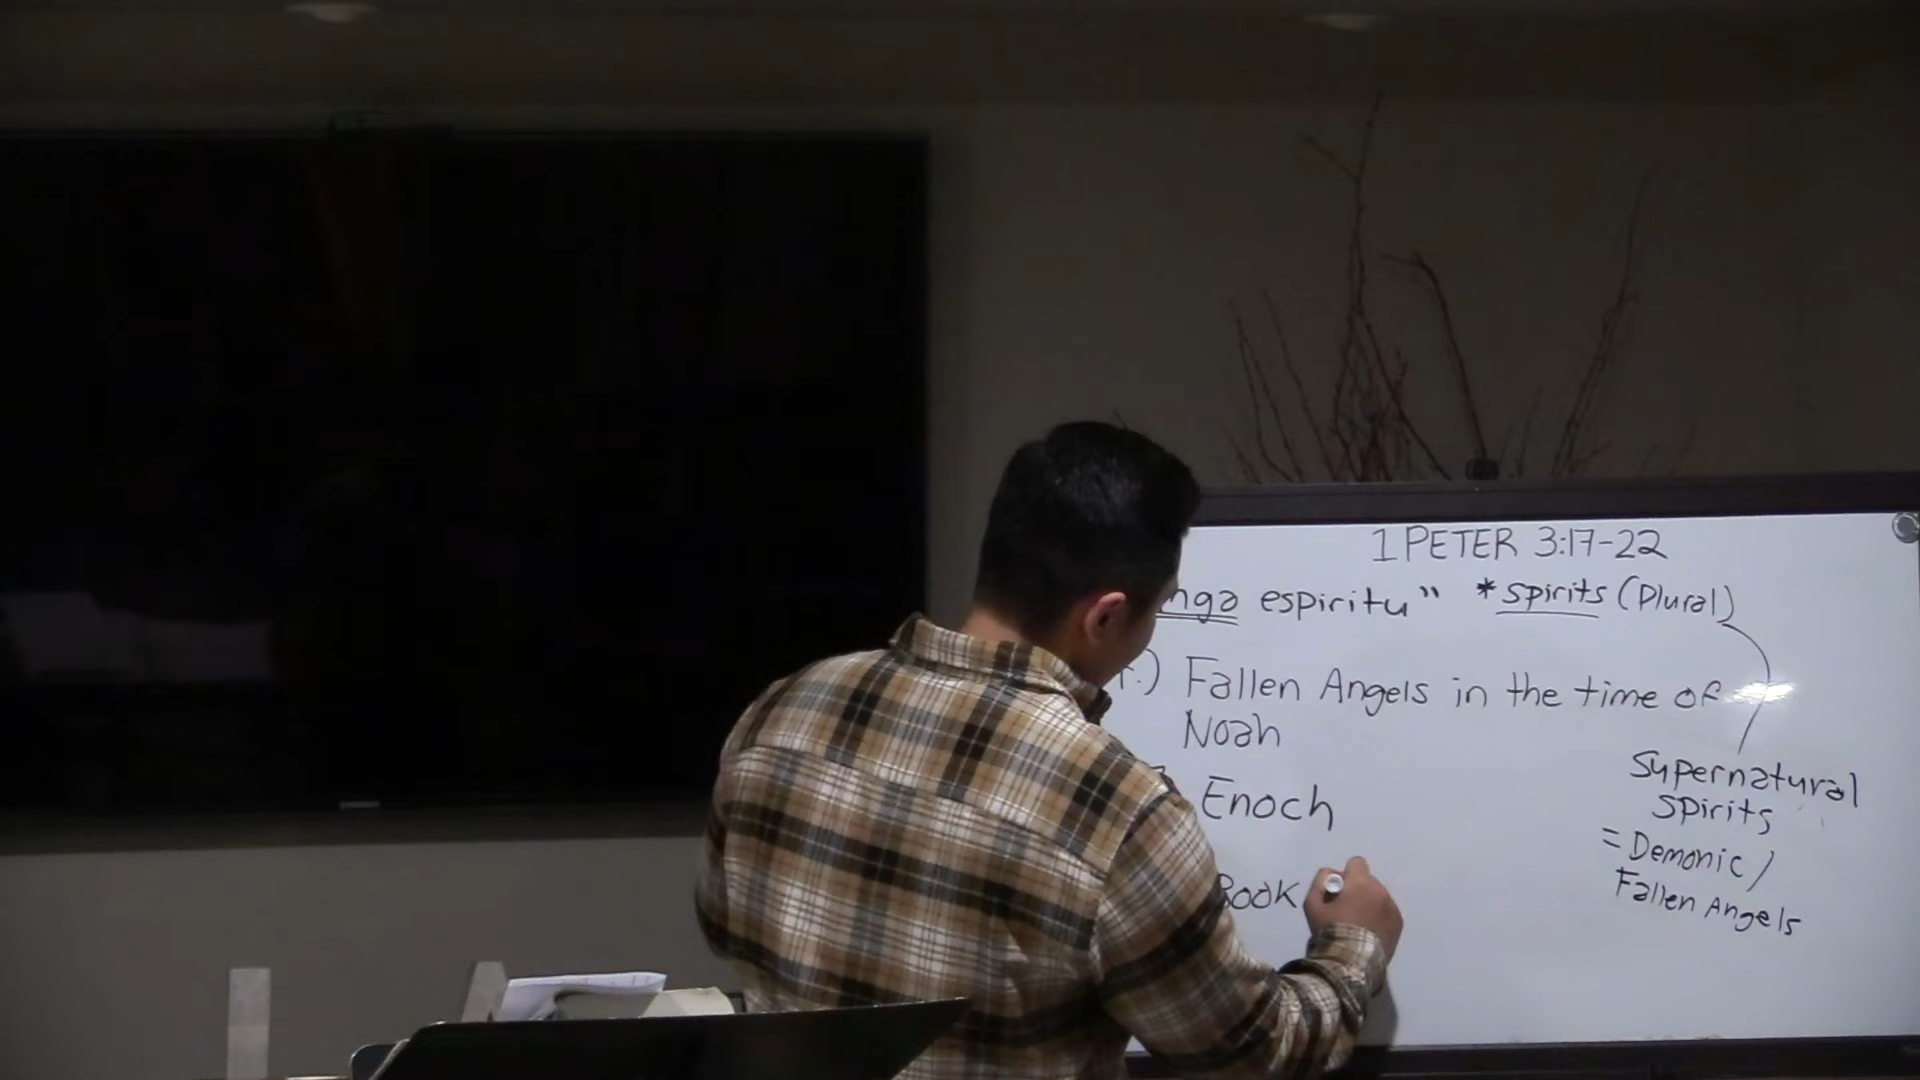 1 PETER 3:17-22
nga espiritu" *spirits (Plural)
.) Fallen Angels in the time of
Noah
Enoch
Supernatural
spirits
= Demonic /
Fallen Angels
Book